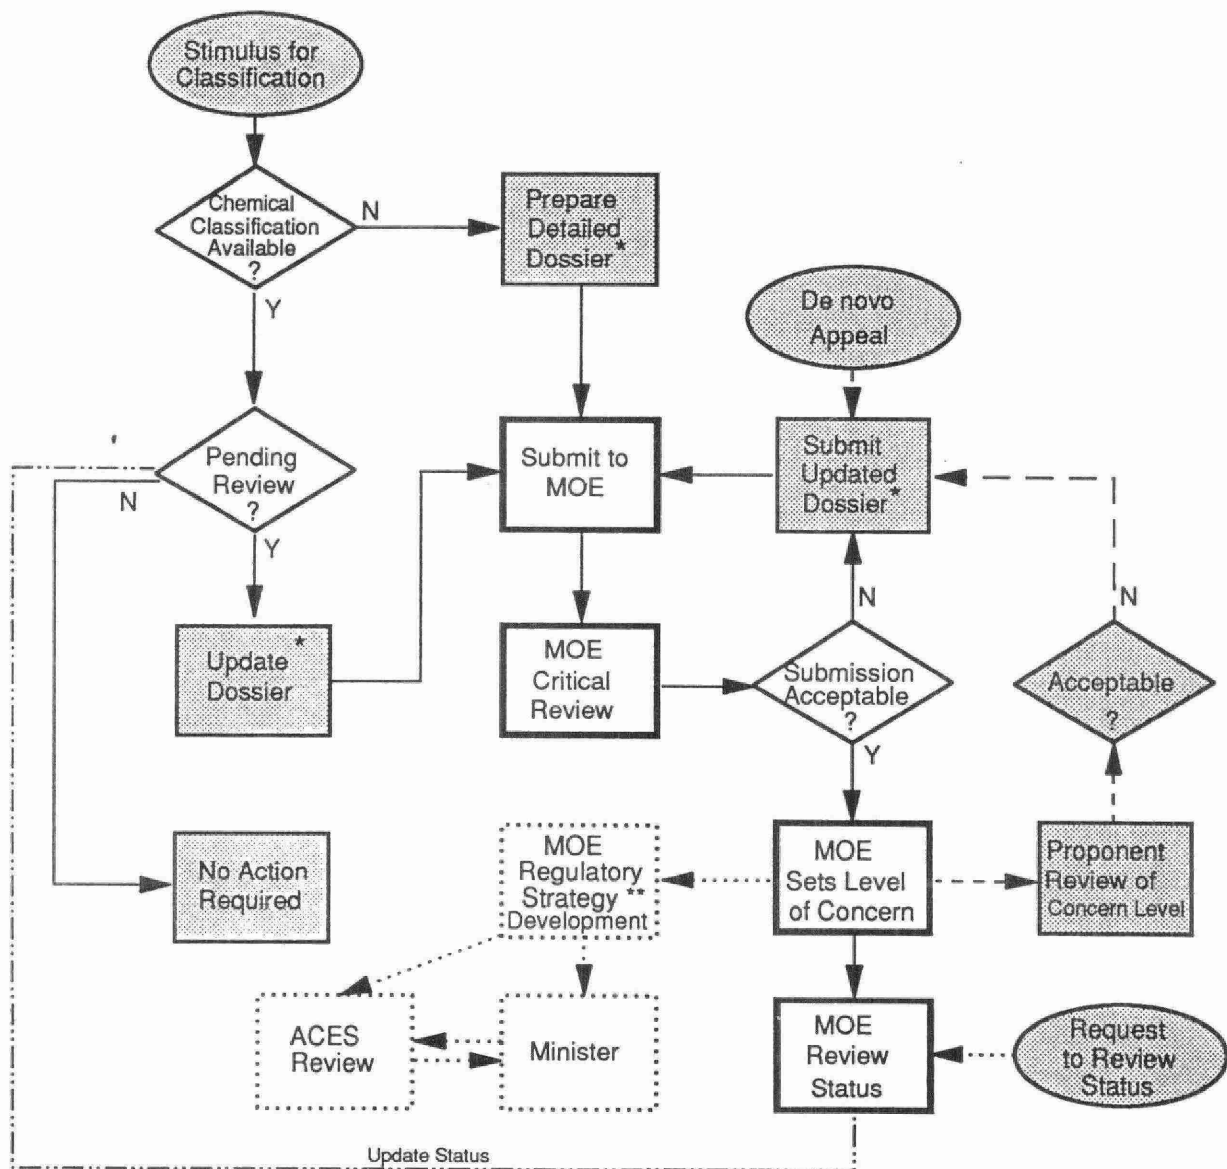 Stimulus for
Classification
Chemical
Classification
Available
?
N
Y
Prepare
Detailed
Dossier*
De novo
Appeal
Pending
Review
?
N
Y
Submit to
MOE
Submit
Updated
Dossier*
Update*
Dossier
MOE
Critical
Review
Submission
Acceptable
?
N
Y
Acceptable
?
N
No Action
Required
MOE
Regulatory
Strategy **
Development
MOE
Sets Level
of Concern
Proponent
Review of
Concern Level
ACES
Review
Minister
MOE
Review
Status
Request
to Review
Status
Update Status